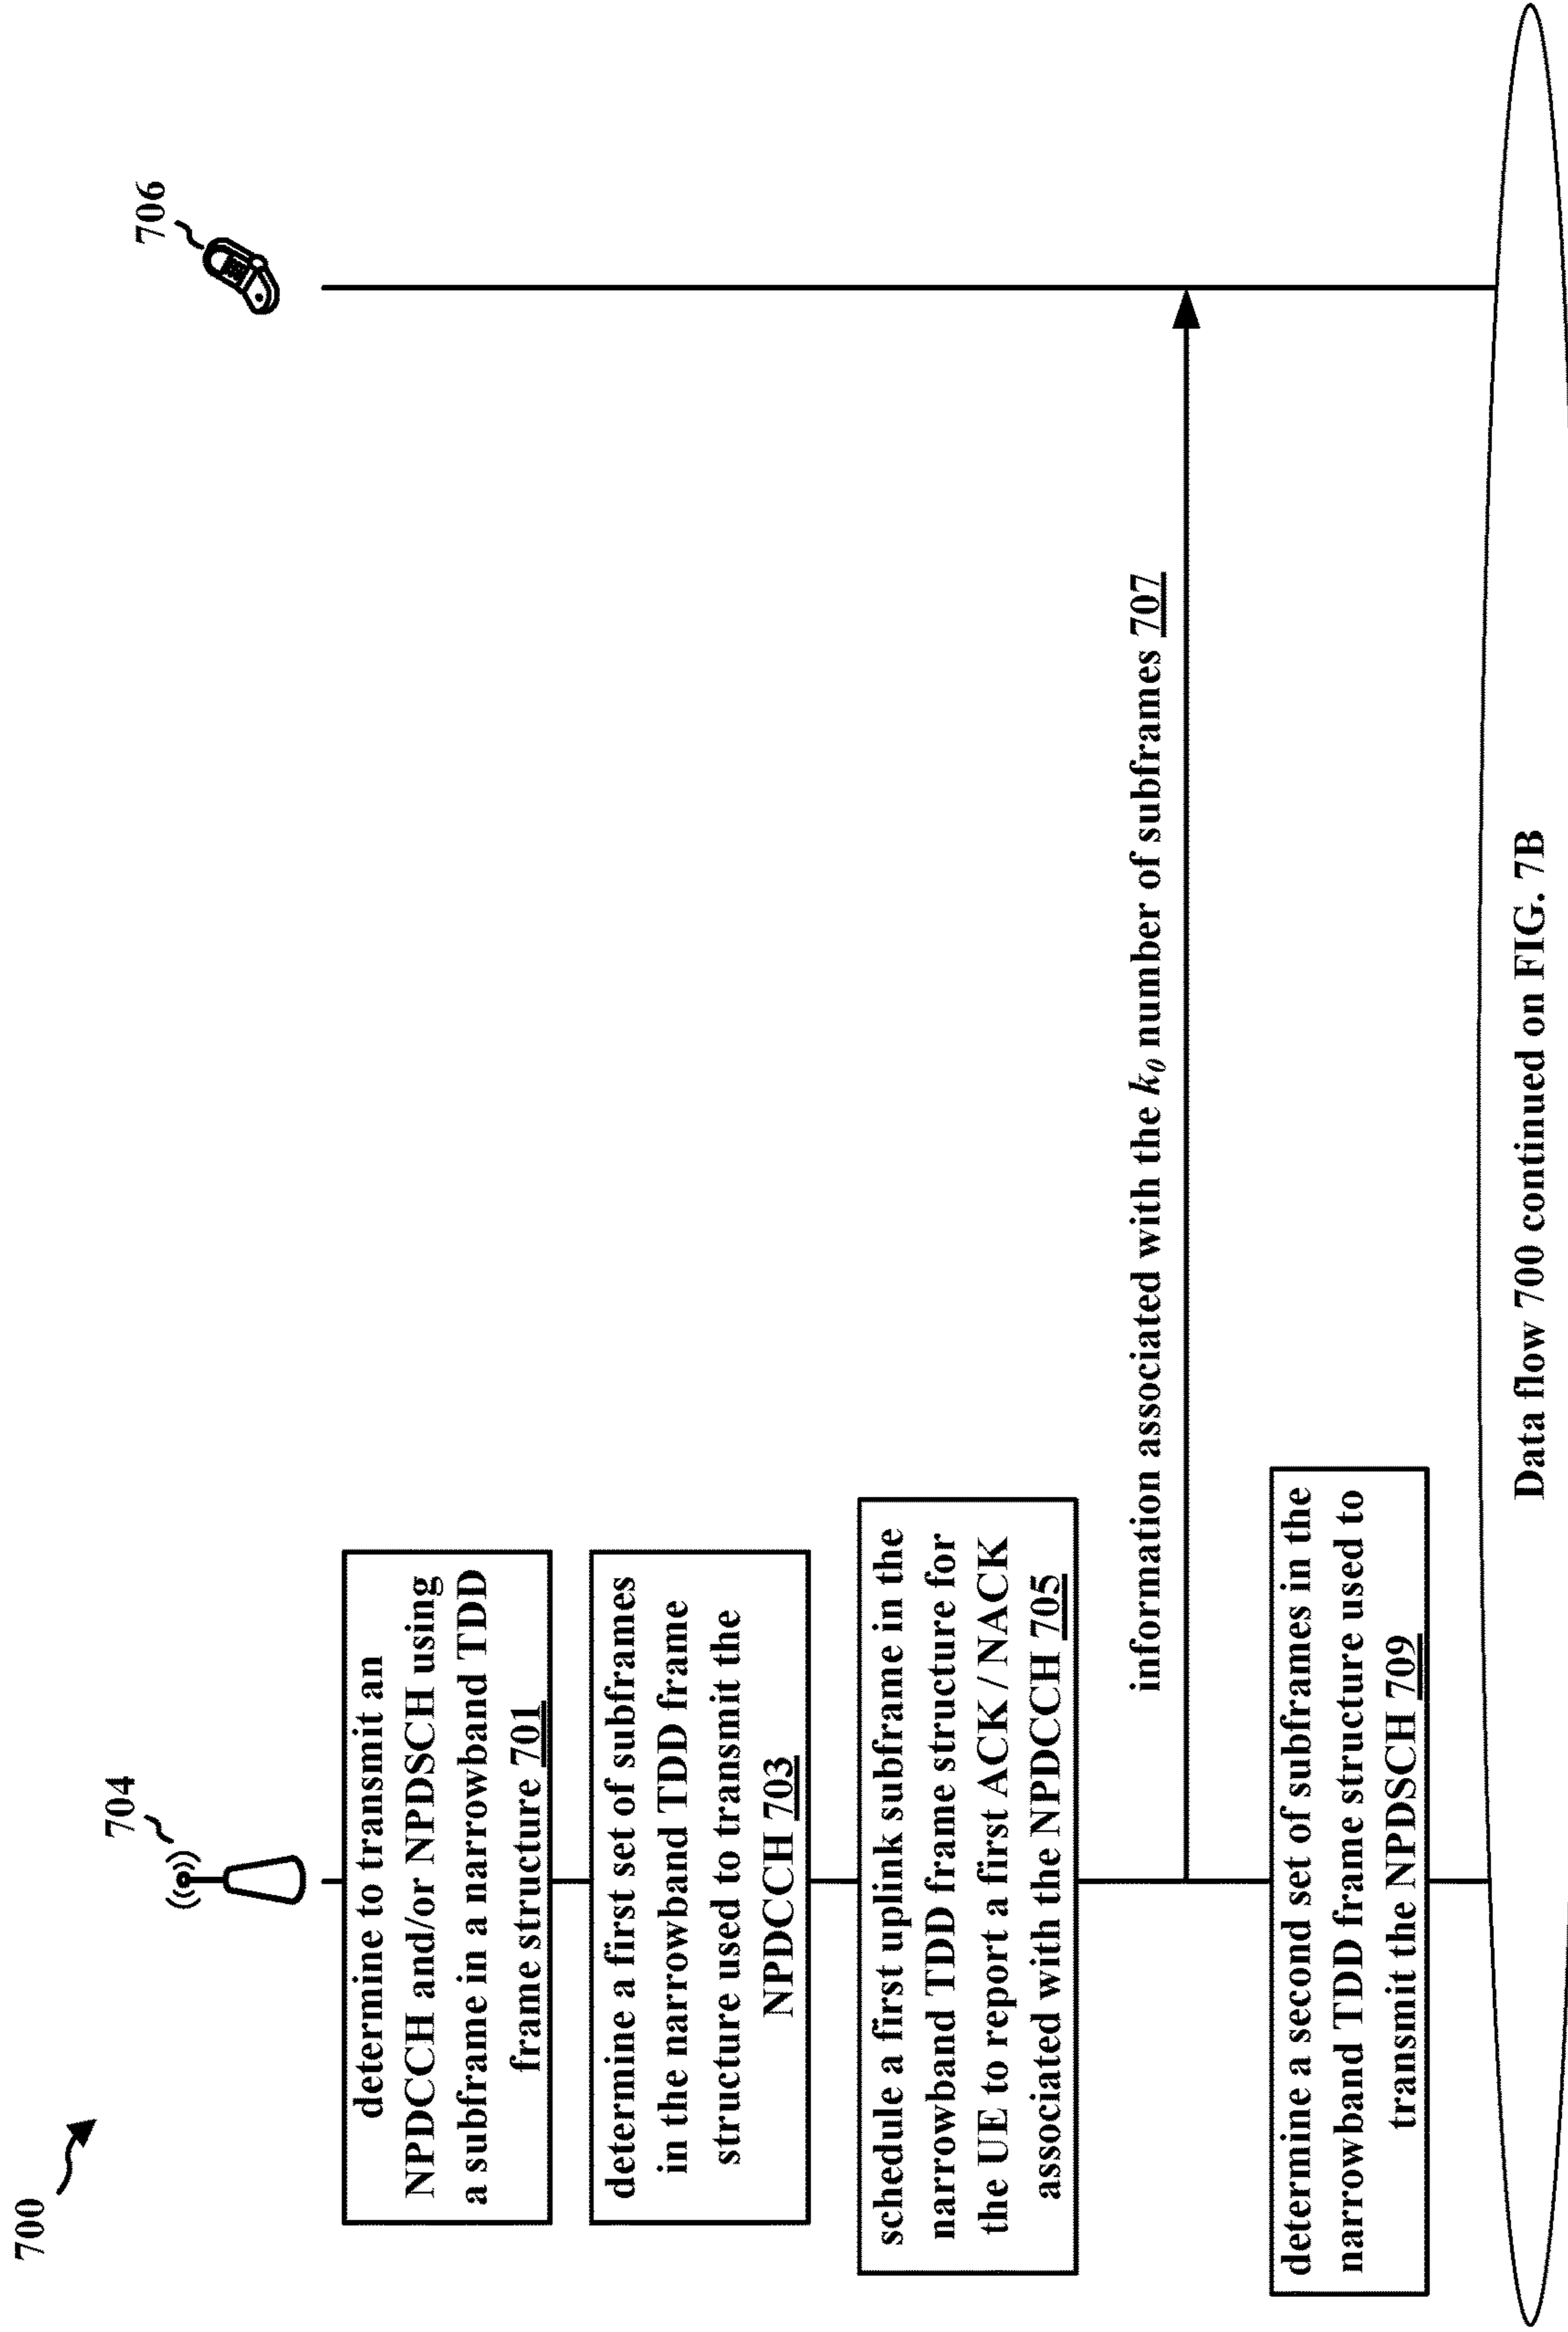 700
704
706
determine to transmit an
NPDCCH and/or NPDSCH using
a subframe in a narrowband TDD
frame structure 701
determine a first set of subframes
in the narrowband TDD frame
structure used to transmit the
NPDCCH 703
schedule a first uplink subframe in the
narrowband TDD frame structure for
the UE to report a first ACK / NACK
associated with the NPDCCH 705
information associated with the k0 number of subframes 707
determine a second set of subframes in the
narrowband TDD frame structure used to
transmit the NPDSCH 709
Data flow 700 continued on FIG. 7B